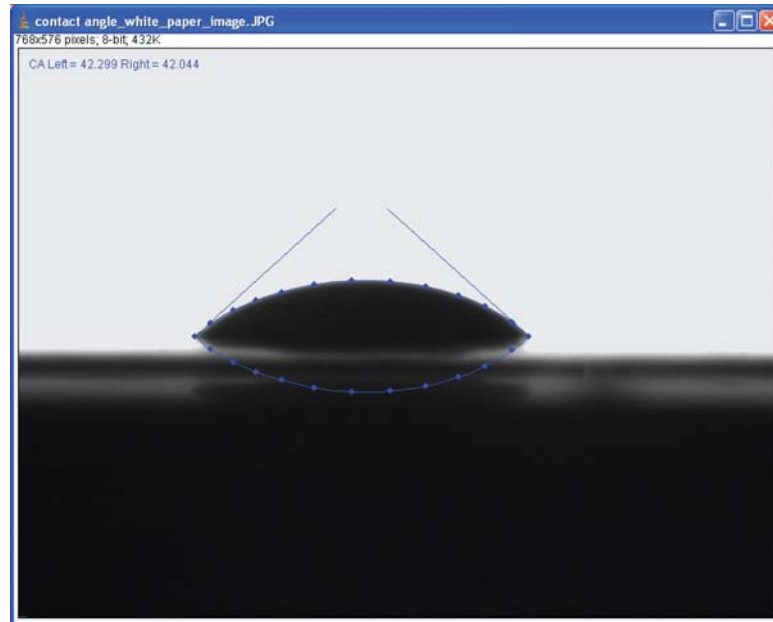 contact angle_white_paper_image.JPG
768x576 pixels; 8-bit; 432K
CA Left = 42.299 Right = 42.044